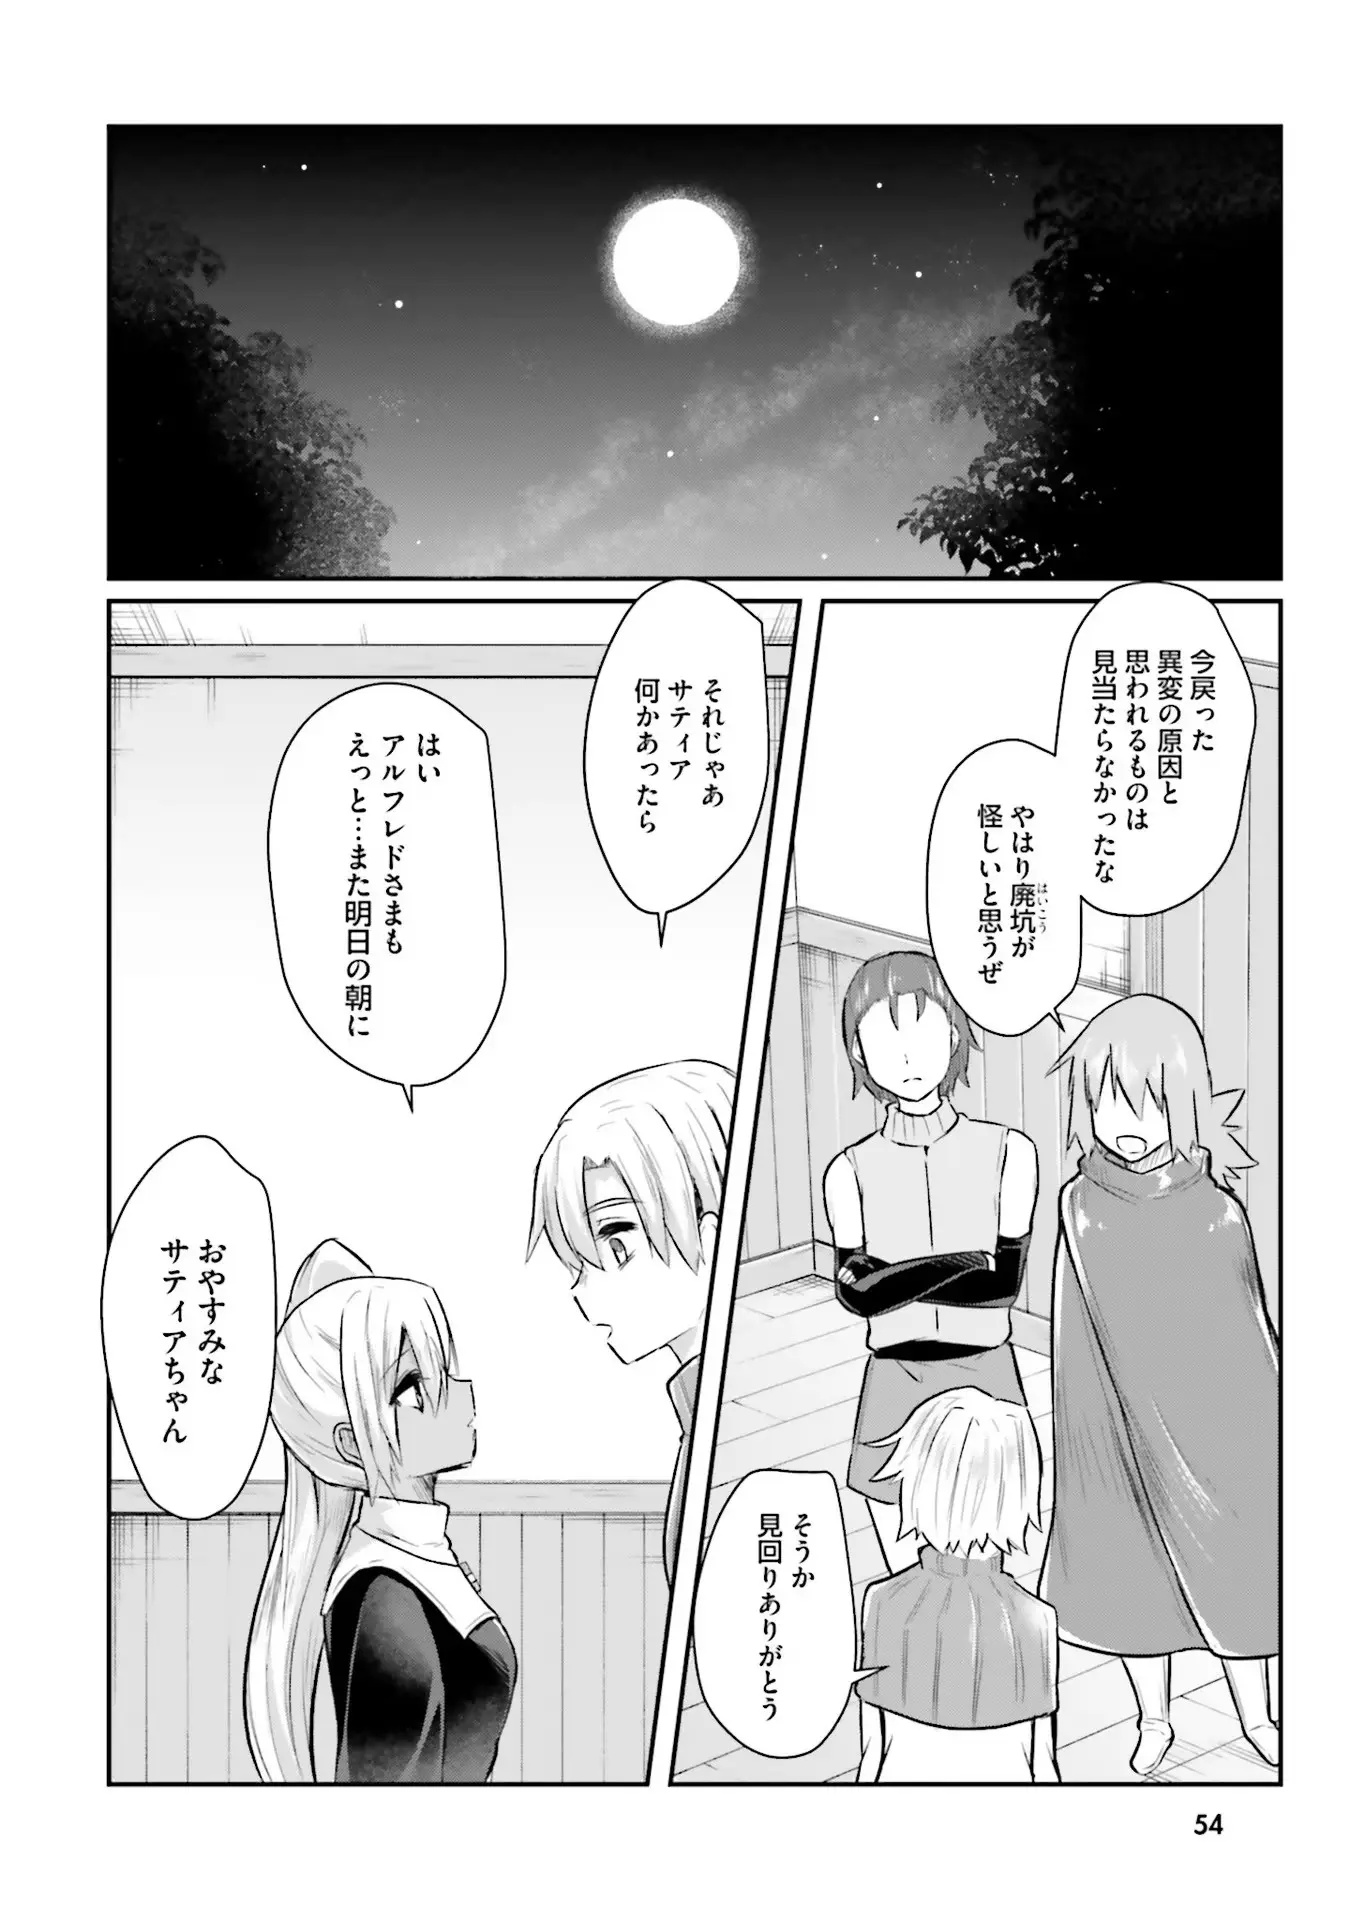 今戻った
異変の原因と
思われるものは
見当たらなかったな
やはり廃坑が
はいこう
怪しいと思うぜ
そうか
見回りありがとう
それじゃあ
サティア
何かあったら
はい
アルフレドさまも
えっと…また明日の朝に
おやすみな
サティアちゃん
54